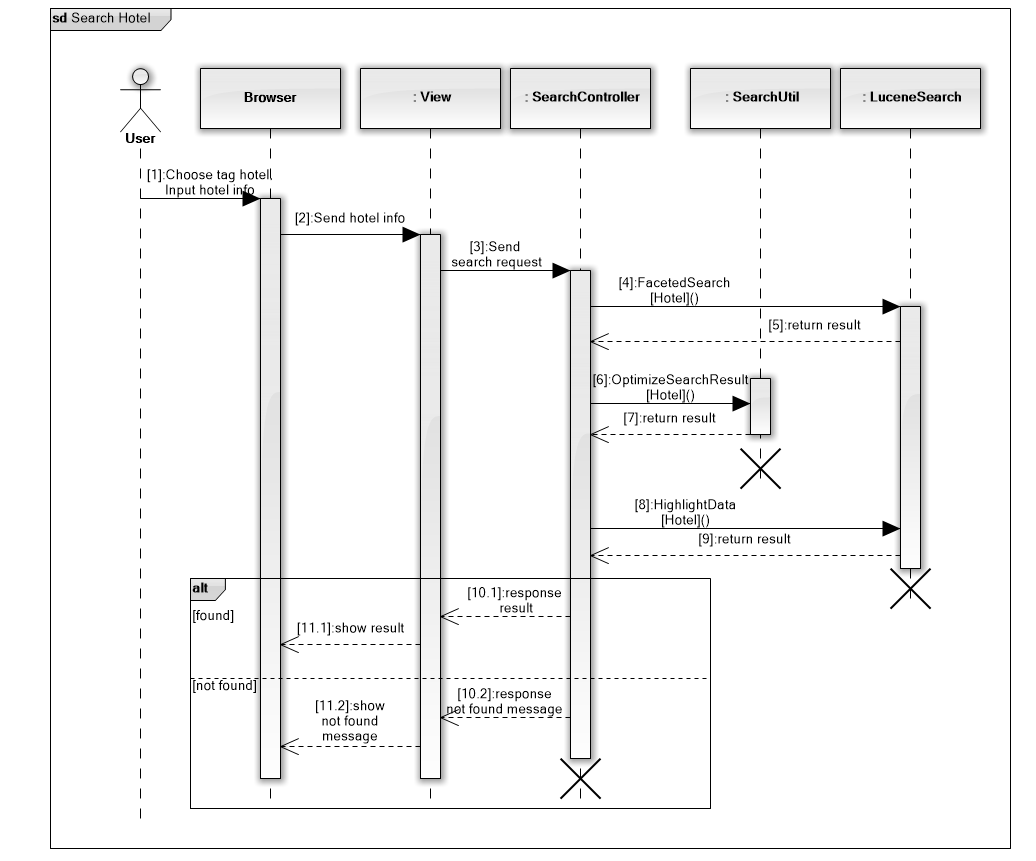 sd Search Hotel
User
Browser
: View
: SearchController
: SearchUtil
: LuceneSearch
[1]:Choose tag hotel
Input hotel info
[2]:Send hotel info
[3]:Send
search request
[4]:FacetedSearch
[Hotel]()
[5]:return result
[6]:OptimizeSearchResult
[Hotel]()
[7]:return result
[8]:HighlightData
[Hotel]()
[9]:return result
alt
[found]
[10.1]:response
result
[11.1]:show result
[not found]
[10.2]:response
not found message
[11.2]:show
not found
message